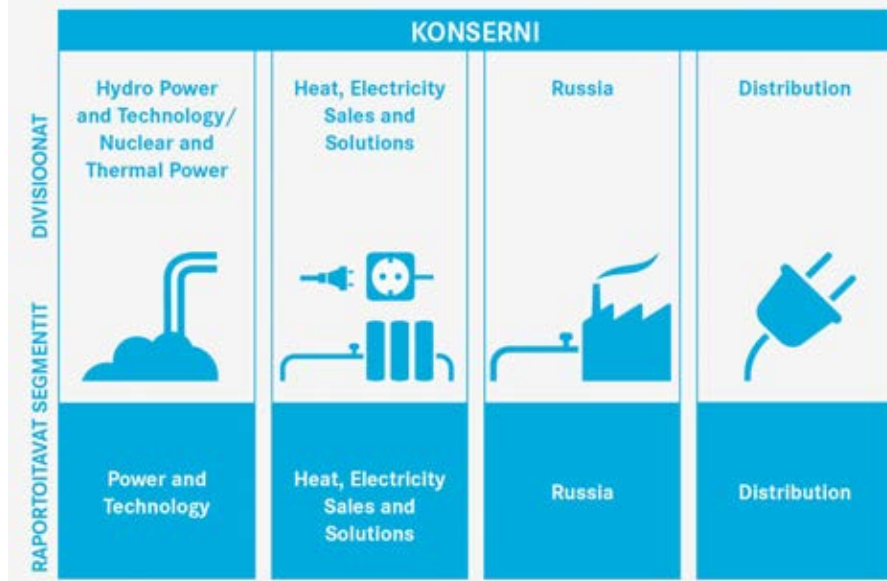 KONSERNI
DIVISIOONAT
Hydro Power
and Technology/
Nuclear and
Thermal Power
Heat, Electricity
Sales and
Solutions
Russia
Distribution
RAPORTOITAVAT SEGMENTIT
Power and
Technology
Heat, Electricity
Sales and
Solutions
Russia
Distribution